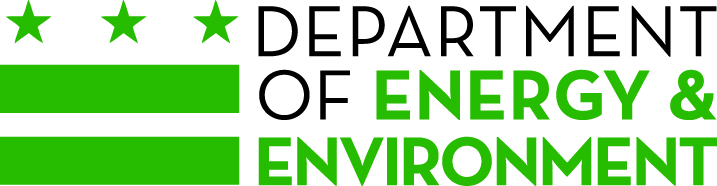 DEPARTMENT
OF ENERGY &
ENVIRONMENT